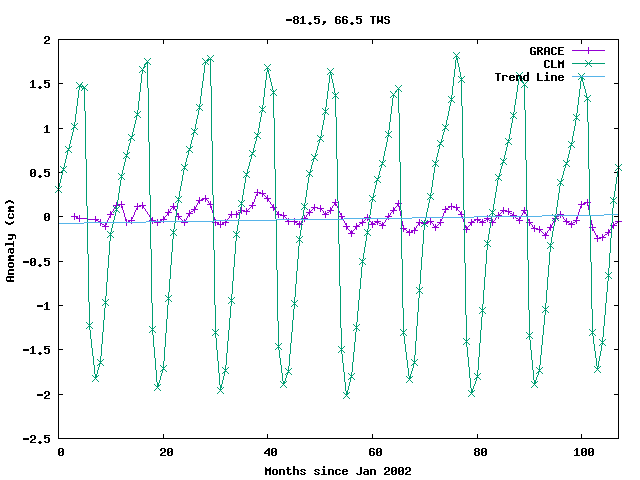 -81.5, 66.5 TWS
GRACE
CLM
Trend Line
2
1.5
1
0.5
0
-0.5
-1
-1.5
-2
-2.5
Anomaly (cm)
0 20 40 60 80 100
Months since Jan 2002